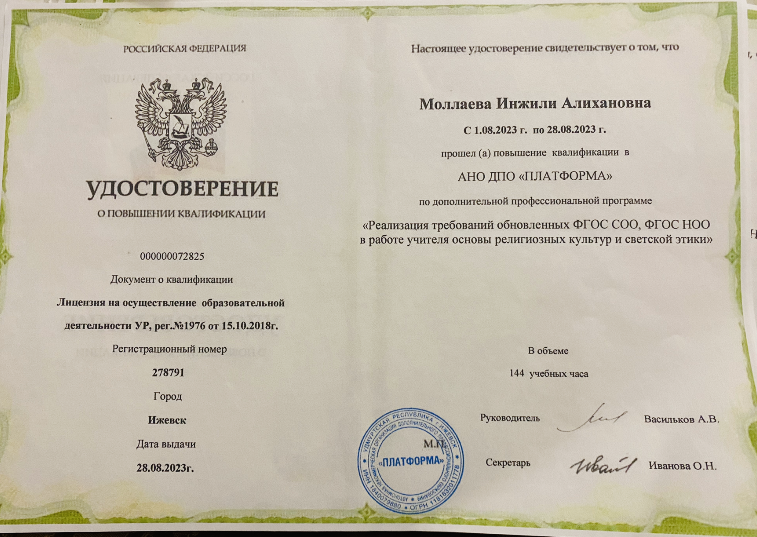 РОССИЙСКАЯ ФЕДЕРАЦИЯ
УДОСТОВЕРЕНИЕ
О ПОВЫШЕНИИ КВАЛИФИКАЦИИ
000000072825
Документ о квалификации
Лицензия на осуществление образовательной
деятельности УР, рег.№1976 от 15.10.2018г.
Регистрационный номер
278791
Город
Ижевск
Дата выдачи
28.08.2023г.
Настоящее удостоверение свидетельствует о том, что
Моллаева Инжили Алихановна
С 1.08.2023 г. по 28.08.2023 г.
прошел (а) повышение квалификации в
АНО ДПО «ПЛАТФОРМА»
по дополнительной профессиональной программе
«Реализация требований обновленных ФГОС СОО, ФГОС НОО
в работе учителя основы религиозных культур и светской этики»
В объеме
144 учебных часа
Руководитель
Васильков А.В.
М.П.
«ПЛАТФОРМА»
УДМУРТСКАЯ РЕСПУБЛИКА Г. ИЖЕВСК
Секретарь
Иванова О.Н.